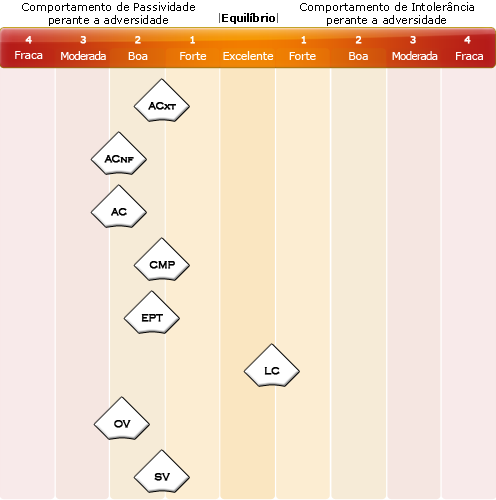 Comportamento de Passividade
perante a adversidade
|Equilíbrio|
Comportamento de Intolerância
perante a adversidade
4 3 2 1 1 2 3 4
Fraca Moderada Boa Forte Excelente Forte Boa Moderada Fraca
ACXT
ACNF
AC
CMP
EPT
LC
OV
SV